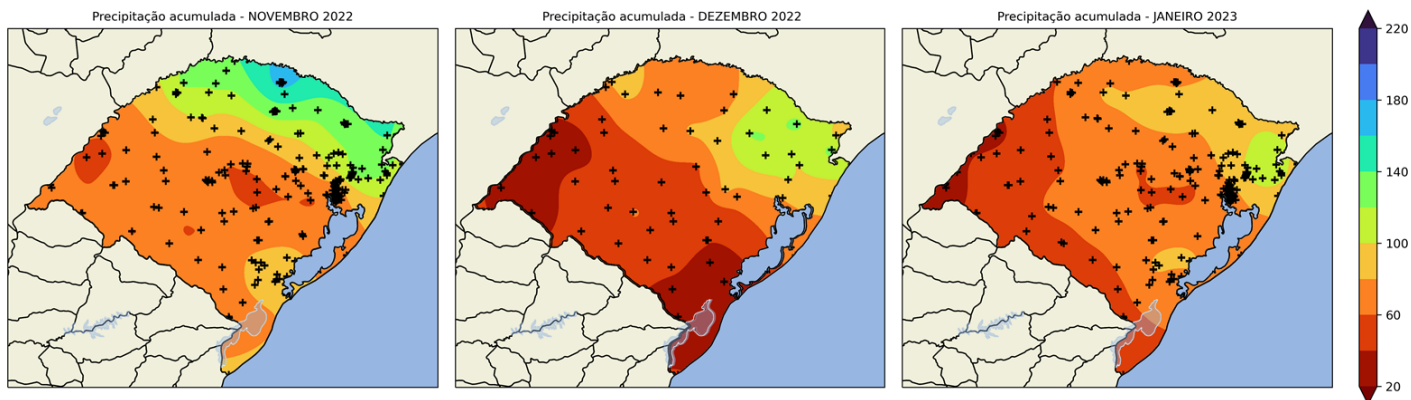 Precipitação acumulada - NOVEMBRO 2022
Precipitação acumulada - DEZEMBRO 2022
Precipitação acumulada - JANEIRO 2023
220
180
140
100
60
20